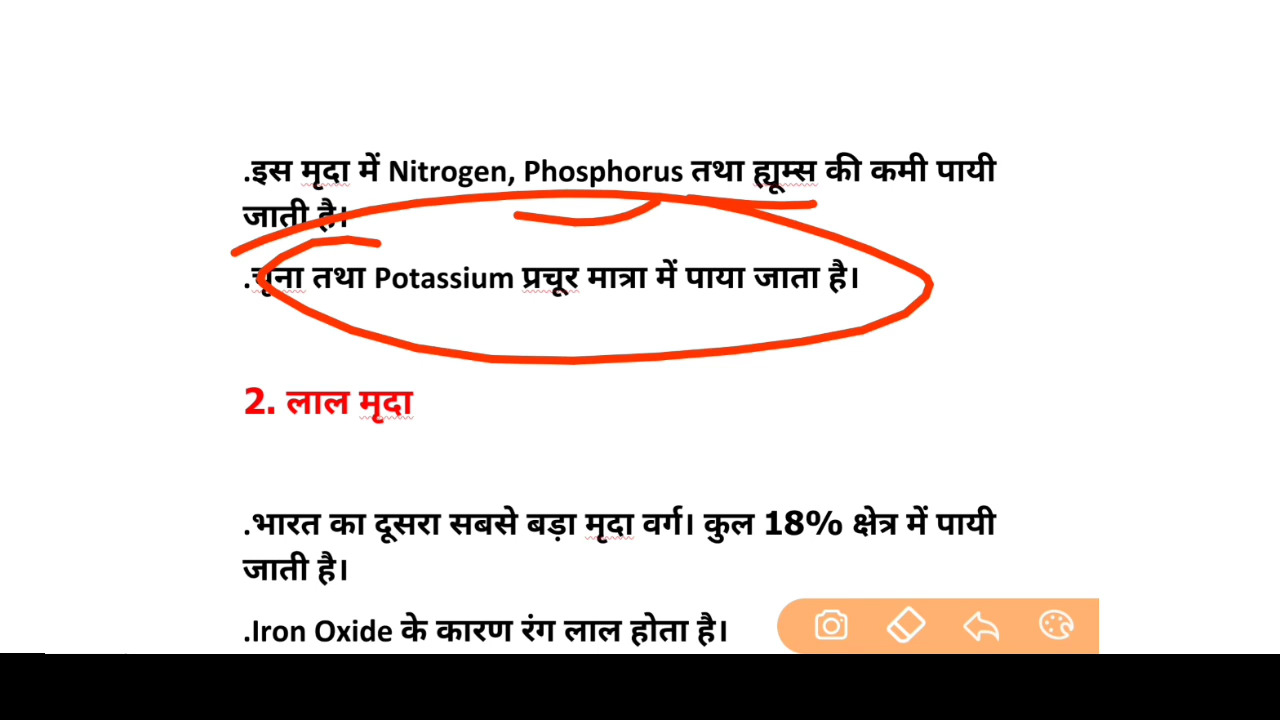 .इस मृदा में Nitrogen, Phosphorus तथा ह्यूम्स की कमी पायी
जाती है।
.चूना तथा Potassium प्रचूर मात्रा में पाया जाता है।
2. लाल मृदा
.भारत का दूसरा सबसे बड़ा मृदा वर्ग। कुल 18% क्षेत्र में पायी
जाती है।
.Iron Oxide के कारण रंग लाल होता है।